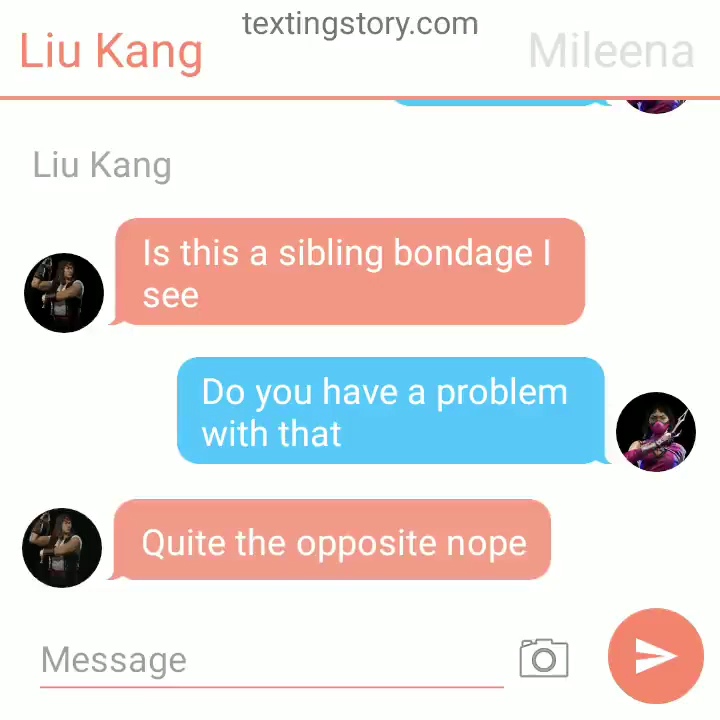 textingstory.com
Liu Kang
Mileena
Liu Kang
Is this a sibling bondage I
see
Do you have a problem
with that
Quite the opposite nope
Message